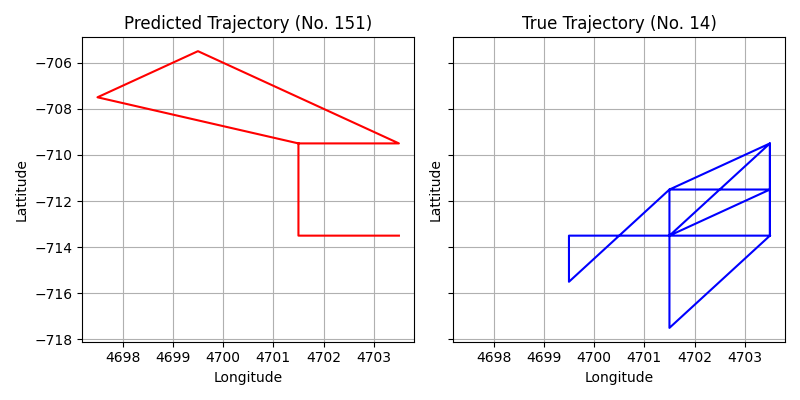 Predicted Trajectory (No. 151)
True Trajectory (No. 14)
−706
−708
−710
−712
−714
−716
−718
Lattitude
Lattitude
4698 4699 4700 4701 4702 4703
4698 4699 4700 4701 4702 4703
Longitude
Longitude